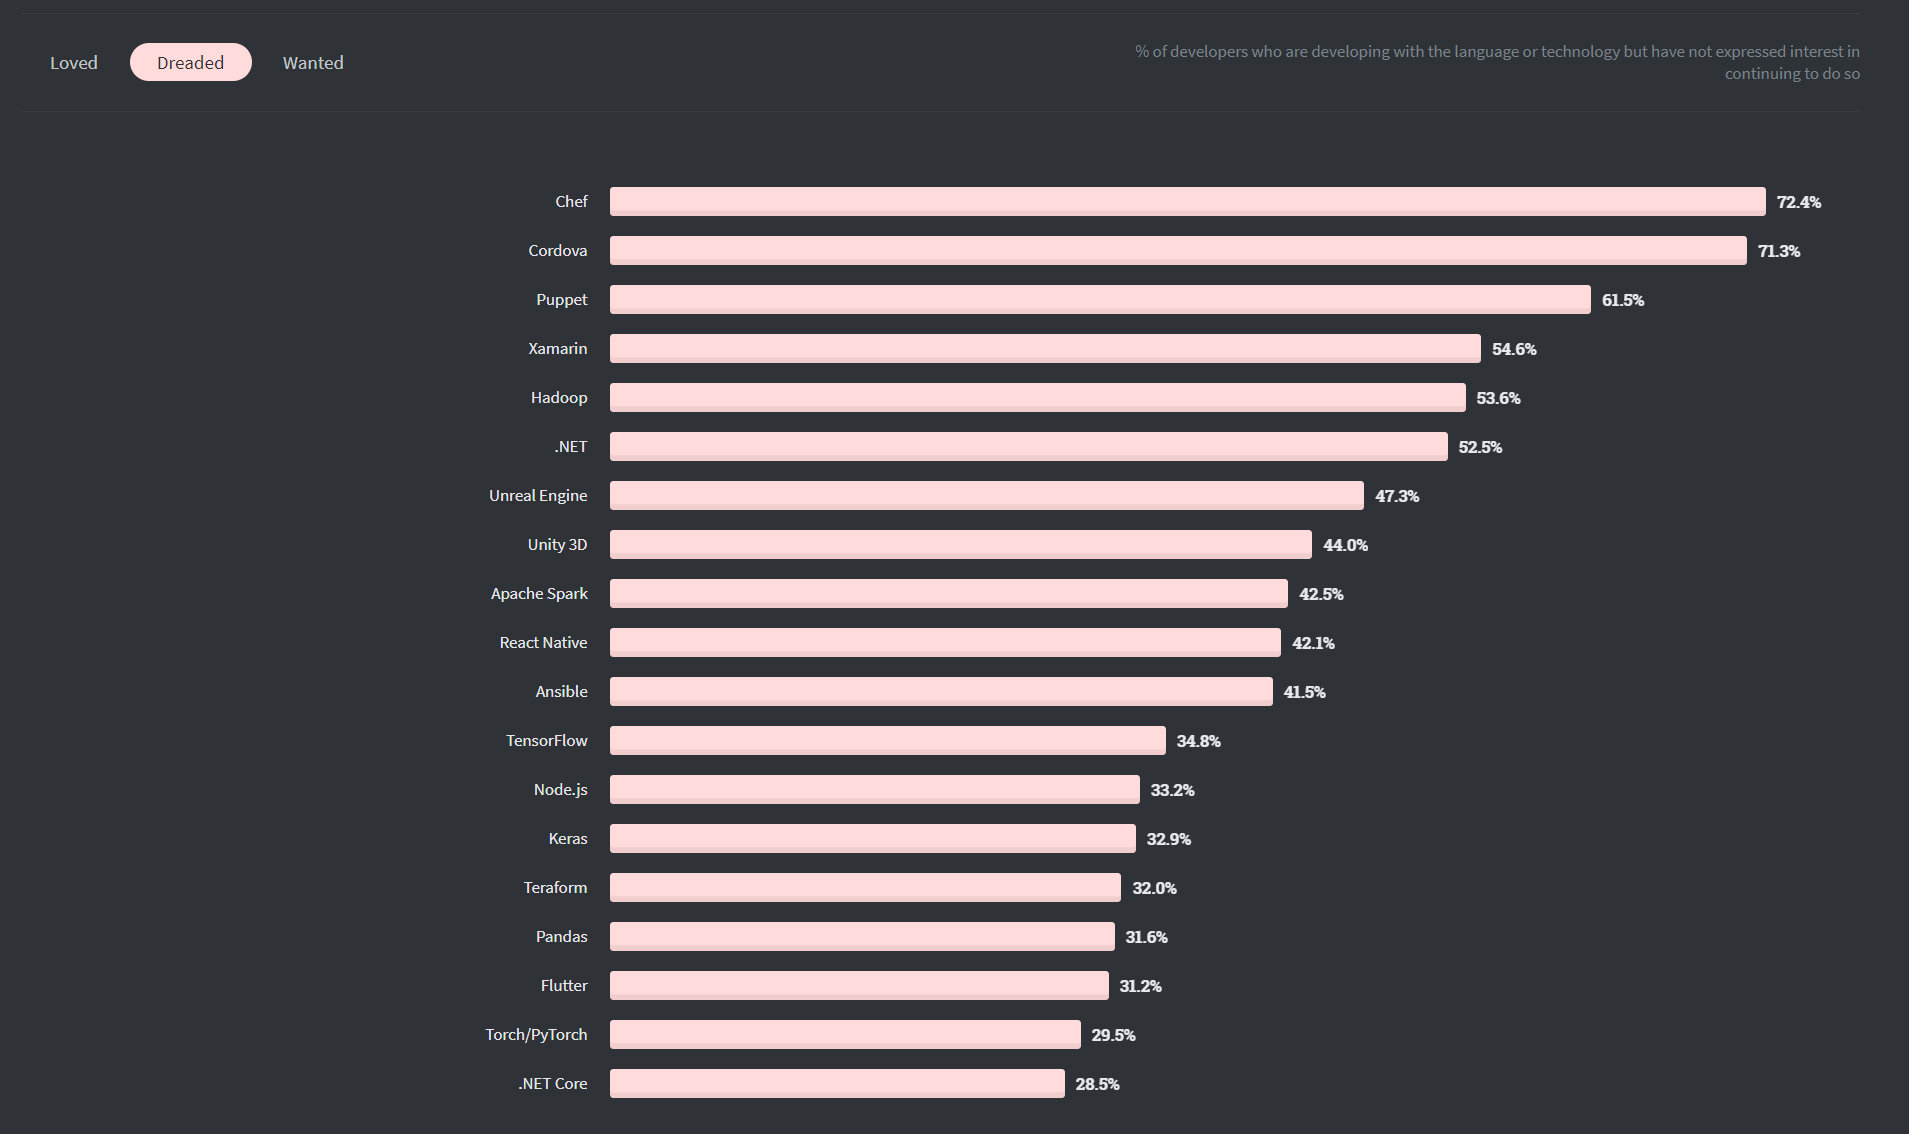 Loved Dreaded Wanted
% of developers who are developing with the language or technology but have not expressed interest in
continuing to do so
Chef 72.4%
Cordova 71.3%
Puppet 61.5%
Xamarin 54.6%
Hadoop 53.6%
.NET 52.5%
Unreal Engine 47.3%
Unity 3D 44.0%
Apache Spark 42.5%
React Native 42.1%
Ansible 41.5%
TensorFlow 34.8%
Node.js 33.2%
Keras 32.9%
Teraform 32.0%
Pandas 31.6%
Flutter 31.2%
Torch/PyTorch 29.5%
.NET Core 28.5%